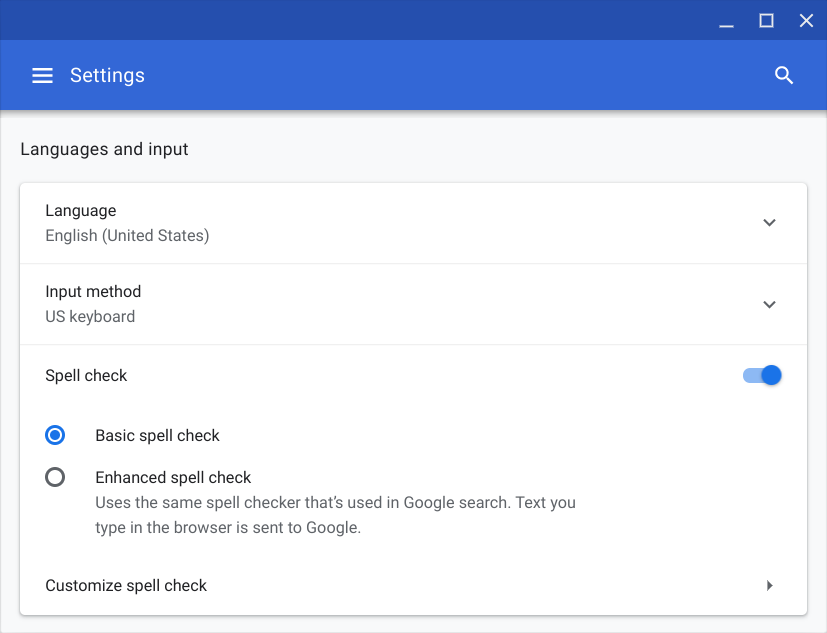 Settings
Languages and input
Language
English (United States)
Input method
US keyboard
Spell check
Basic spell check
Enhanced spell check
Uses the same spell checker that’s used in Google search. Text you
type in the browser is sent to Google.
Customize spell check